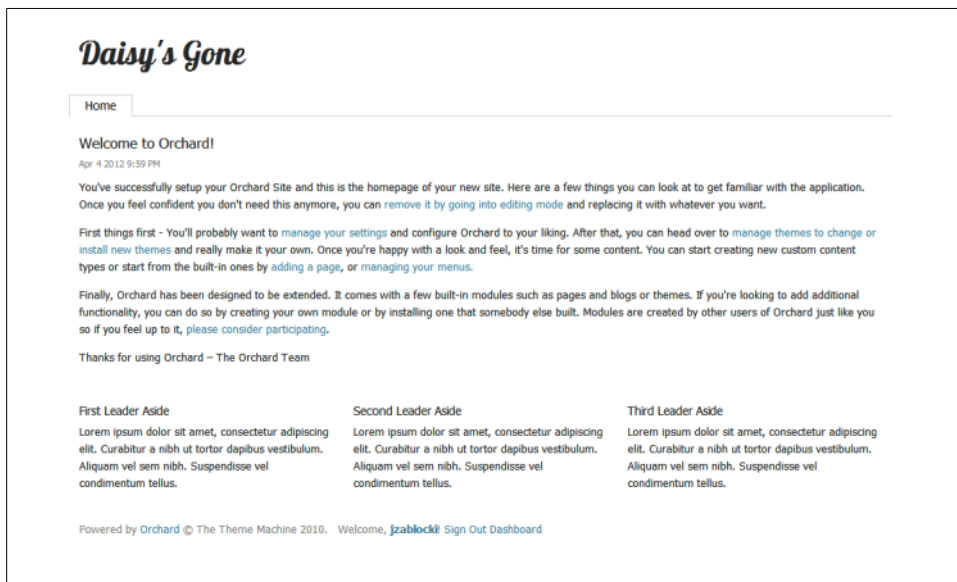 Daisy's Gone
Home
Welcome to Orchard!
Apr 4 2012 9:59 PM
You've successfully setup your Orchard Site and this is the homepage of your new site. Here are a few things you can look at to get familiar with the application.
Once you feel confident you don't need this anymore, you can remove it by going into editing mode and replacing it with whatever you want.
First things first - You'll probably want to manage your settings and configure Orchard to your liking. After that, you can head over to manage themes to change or
install new themes and really make it your own. Once you're happy with a look and feel, it's time for some content. You can start creating new custom content
types or start from the built-in ones by adding a page, or managing your menus.
Finally, Orchard has been designed to be extended. It comes with a few built-in modules such as pages and blogs or themes. If you're looking to add additional
functionality, you can do so by creating your own module or by installing one that somebody else built. Modules are created by other users of Orchard just like you
so if you feel up to it, please consider participating.
Thanks for using Orchard – The Orchard Team
First Leader Aside
Lorem ipsum dolor sit amet, consectetur adipiscing
elit. Curabitur a nibh ut tortor dapibus vestibulum.
Aliquam vel sem nibh. Suspendisse vel
condimentum tellus.
Second Leader Aside
Lorem ipsum dolor sit amet, consectetur adipiscing
elit. Curabitur a nibh ut tortor dapibus vestibulum.
Aliquam vel sem nibh. Suspendisse vel
condimentum tellus.
Third Leader Aside
Lorem ipsum dolor sit amet, consectetur adipiscing
elit. Curabitur a nibh ut tortor dapibus vestibulum.
Aliquam vel sem nibh. Suspendisse vel
condimentum tellus.
Powered by Orchard © The Theme Machine 2010. Welcome, jzablocki! Sign Out Dashboard